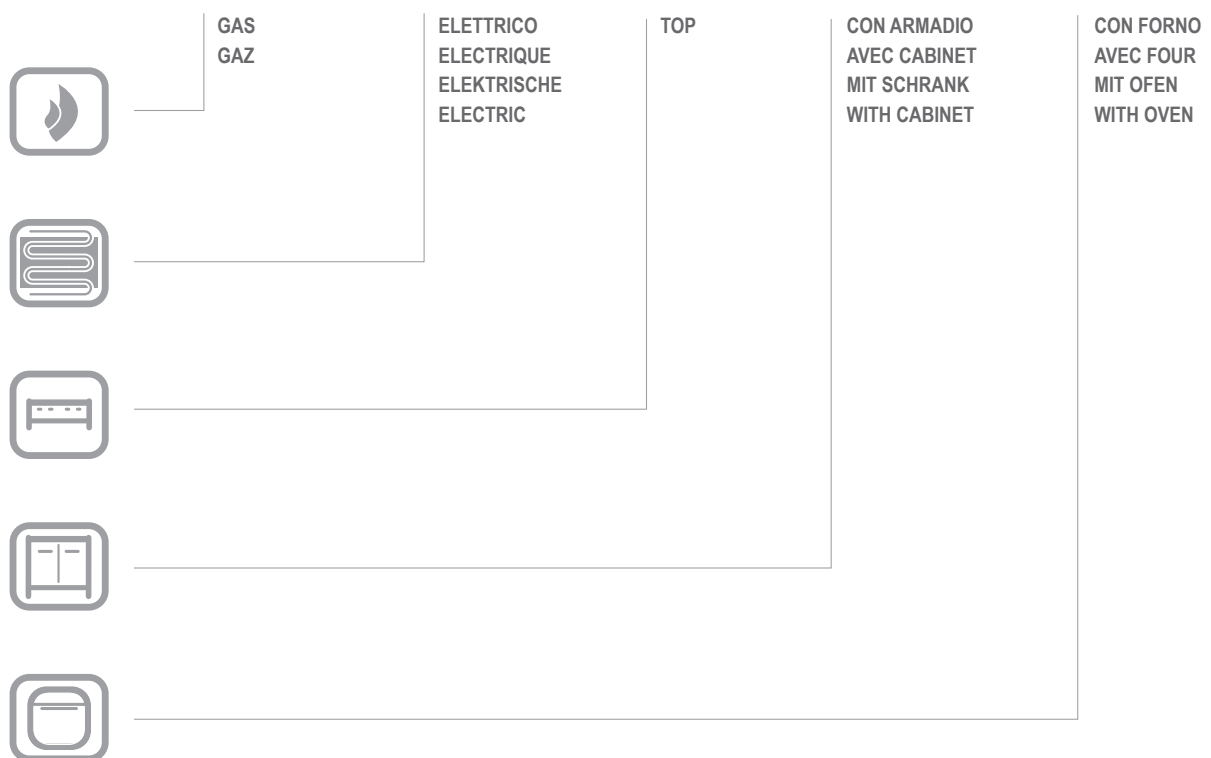 GAS
GAZ
ELETTRICO
ELECTRIQUE
ELEKTRISCHE
ELECTRIC
TOP
CON ARMADIO
AVEC CABINET
MIT SCHRANK
WITH CABINET
CON FORNO
AVEC FOUR
MIT OFEN
WITH OVEN